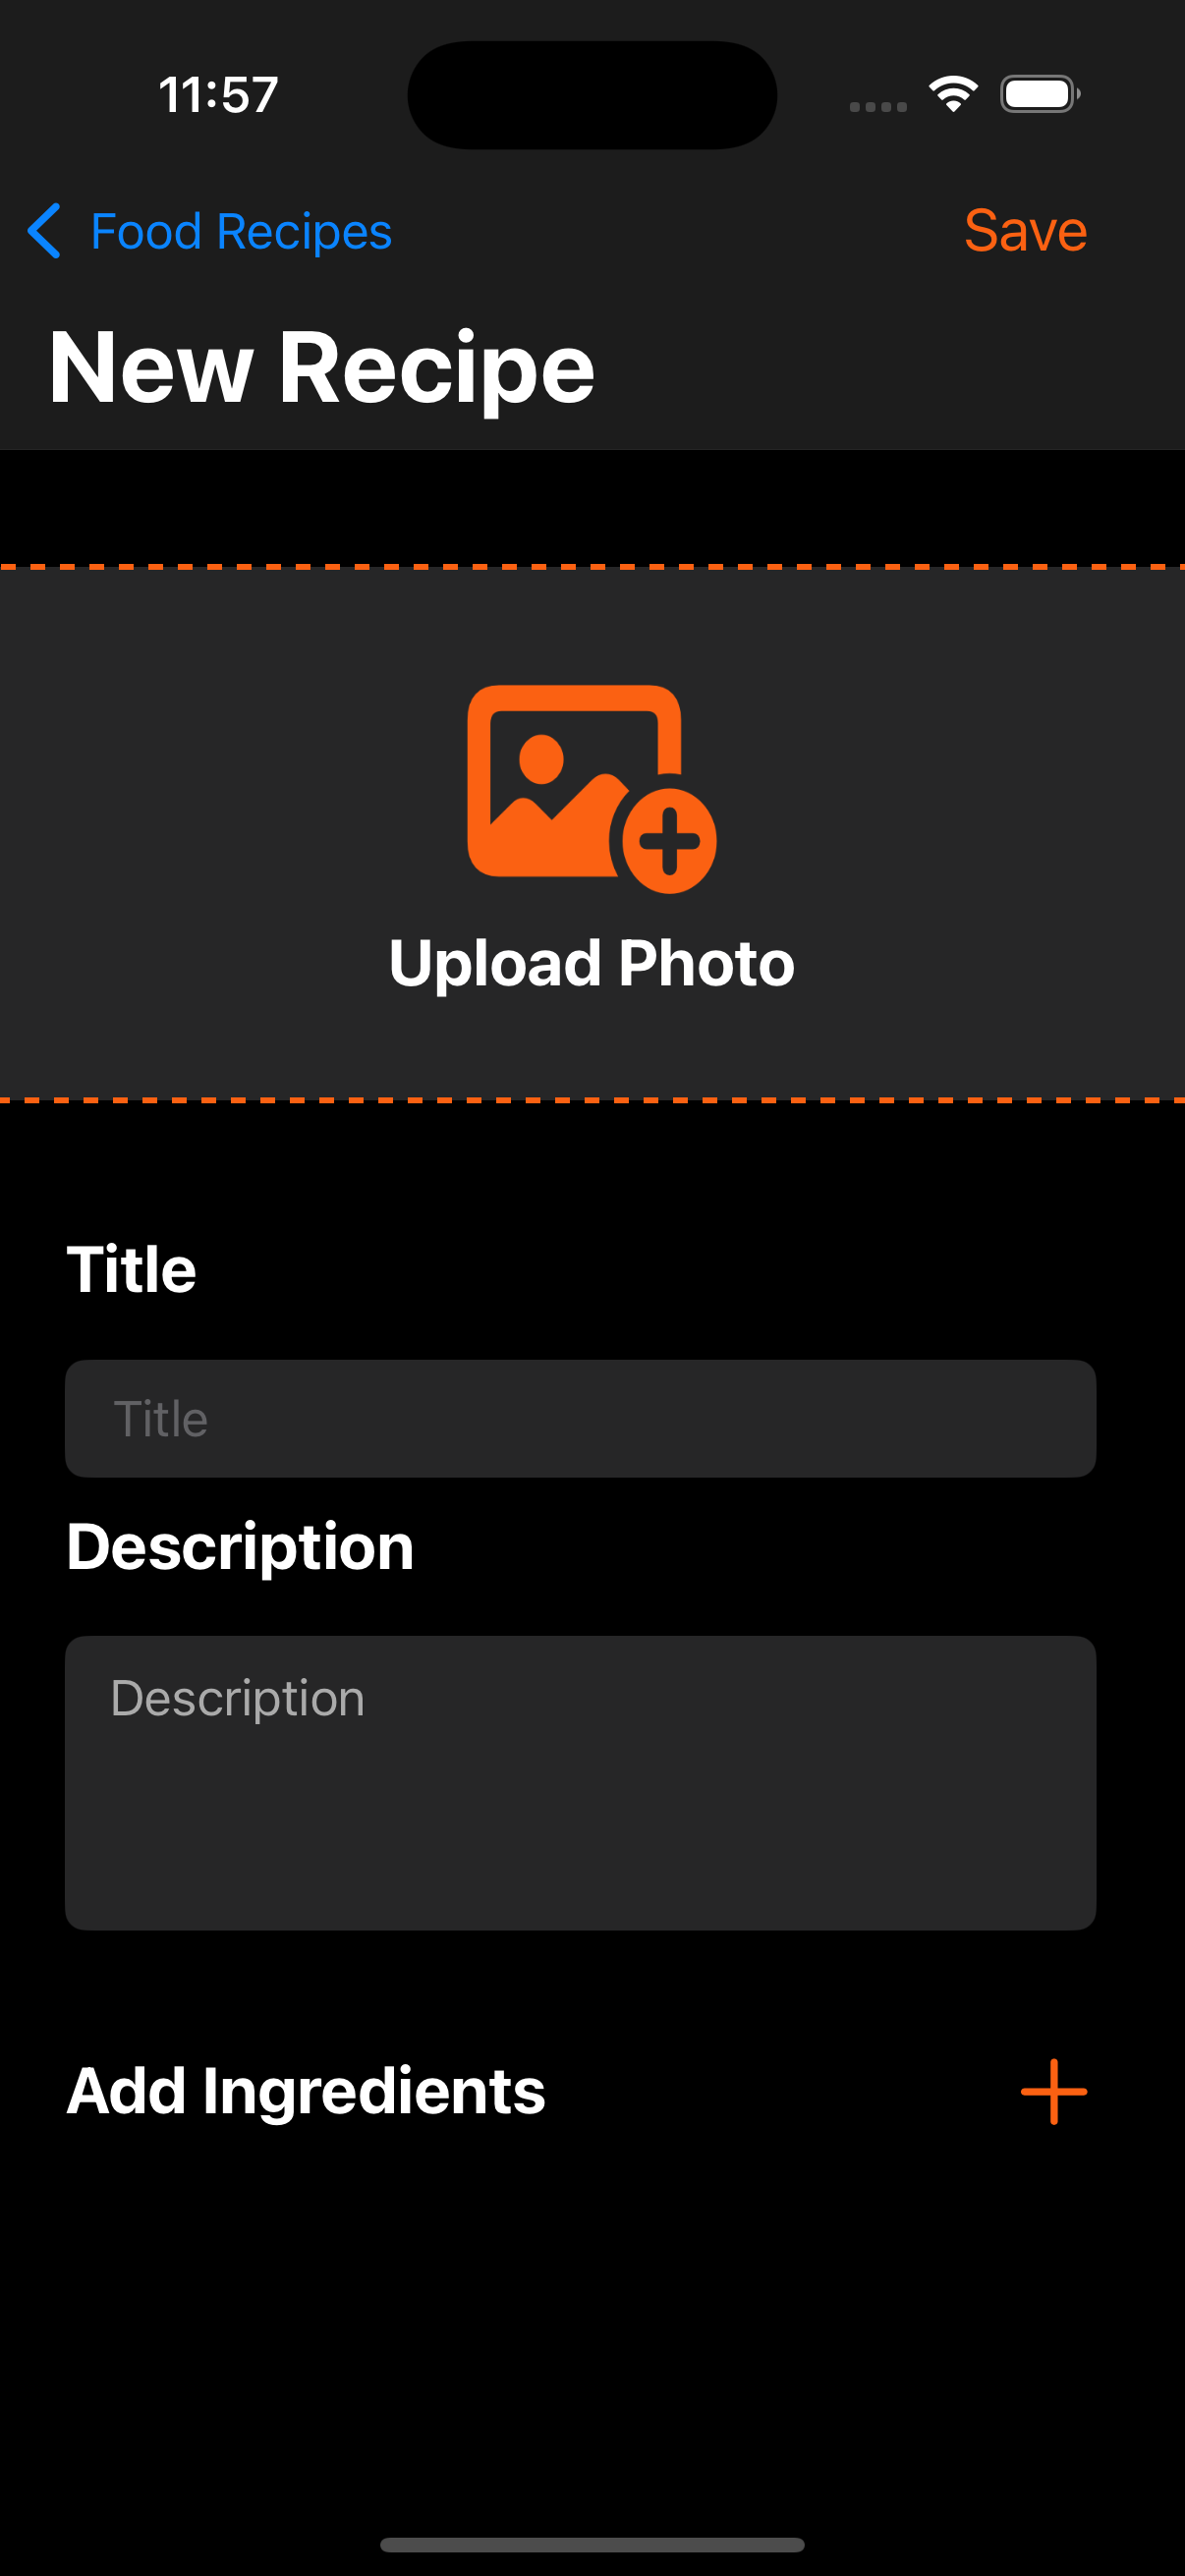 11:57
Food Recipes
Save
New Recipe
Upload Photo
Title
Title
Description
Description
Add Ingredients